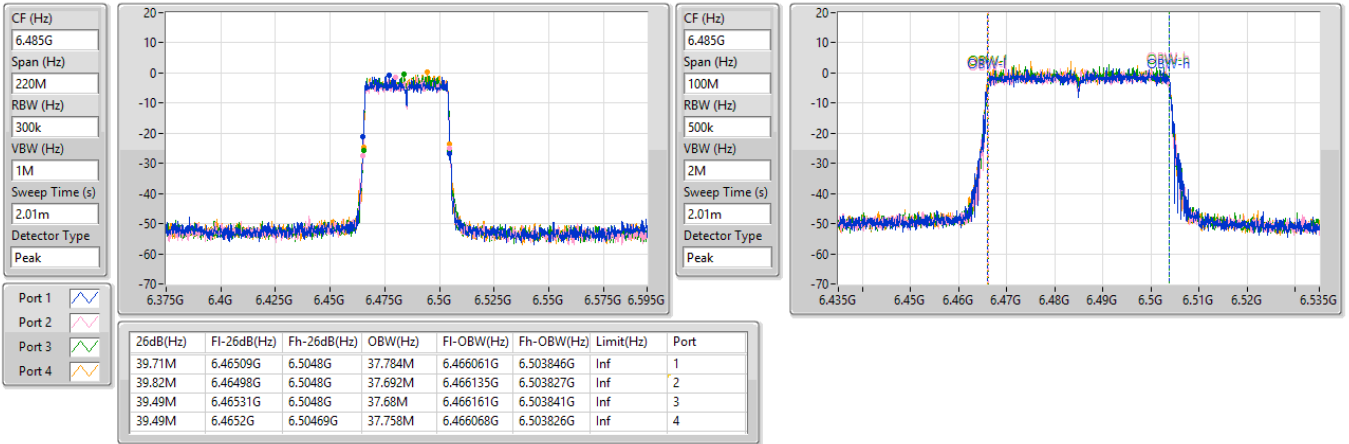 CF (Hz)
6.485G
Span (Hz)
220M
RBW (Hz)
300k
VBW (Hz)
1M
Sweep Time (s)
2.01m
Detector Type
Peak
20-
10-
0-
-10-
-20-
-30-
-40-
-50-
-60-
-70-
6.375G 6.4G 6.425G 6.45G 6.475G 6.5G 6.525G 6.55G 6.575G 6.595G
CF (Hz)
6.485G
Span (Hz)
100M
RBW (Hz)
500k
VBW (Hz)
2M
Sweep Time (s)
2.01m
Detector Type
Peak
20-
10-
0-
-10-
-20-
-30-
-40-
-50-
-60-
-70-
OBW-l OBW-h
6.435G 6.45G 6.46G 6.47G 6.48G 6.49G 6.5G 6.51G 6.52G 6.535G
Port 1
Port 2
Port 3
Port 4
26dB(Hz) Fl-26dB(Hz) Fh-26dB(Hz) OBW(Hz) Fl-OBW(Hz) Fh-OBW(Hz) Limit(Hz) Port
39.71M 6.46509G 6.5048G 37.784M 6.466061G 6.503846G Inf 1
39.82M 6.46498G 6.5048G 37.692M 6.466135G 6.503827G Inf 2
39.49M 6.46531G 6.5048G 37.68M 6.466161G 6.503841G Inf 3
39.49M 6.4652G 6.50469G 37.758M 6.466068G 6.503826G Inf 4